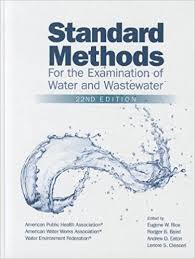 Standard
Methods
For the Examination of
Water and Wastewater
22ND EDITION
American Public Health Association®
American Water Works Association®
Water Environment Federation®
Edited by
Eugene W. Rice
Rodger B. Baird
Andrew D. Eaton
Lenore S. Clesceri